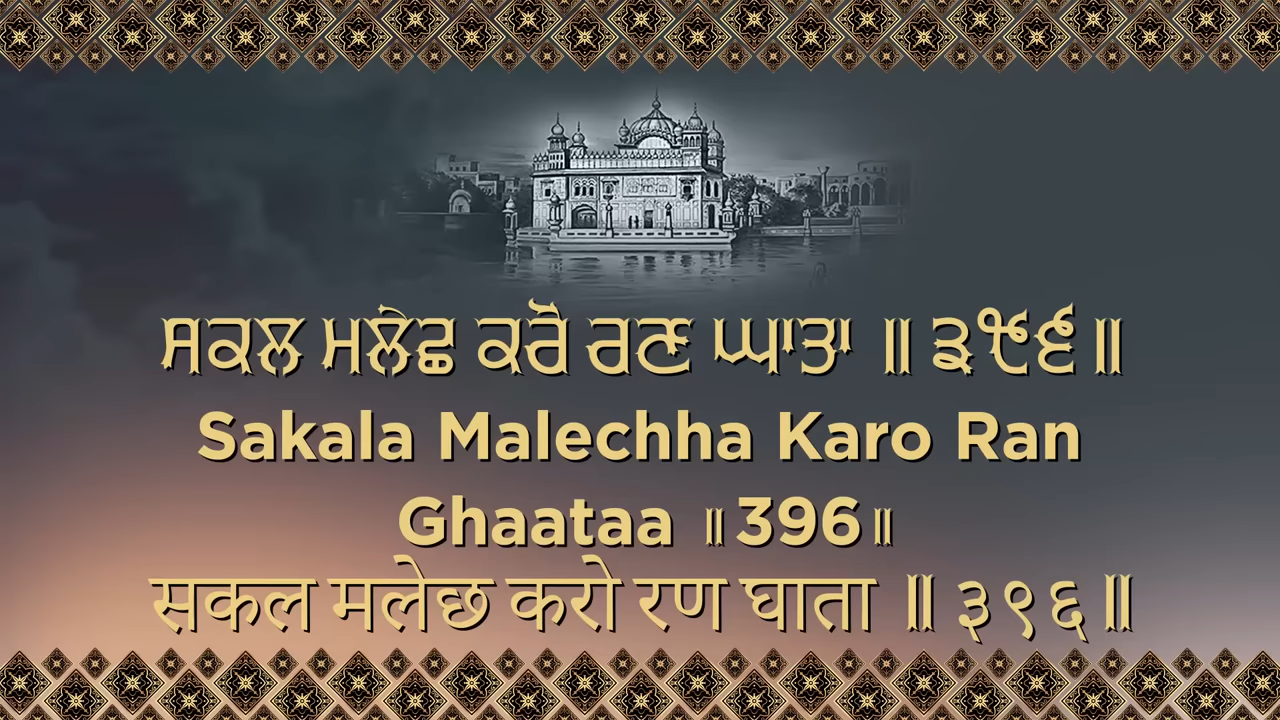 ਸਕਲ ਮਲੇਛ ਕਰੋ ਰਣ ਘਾਤਾ ॥੩੯੬॥
Sakala Malechha Karo Ran
Ghaataa ॥396॥
सकल मलेछ करो रण घाता ॥३९६॥